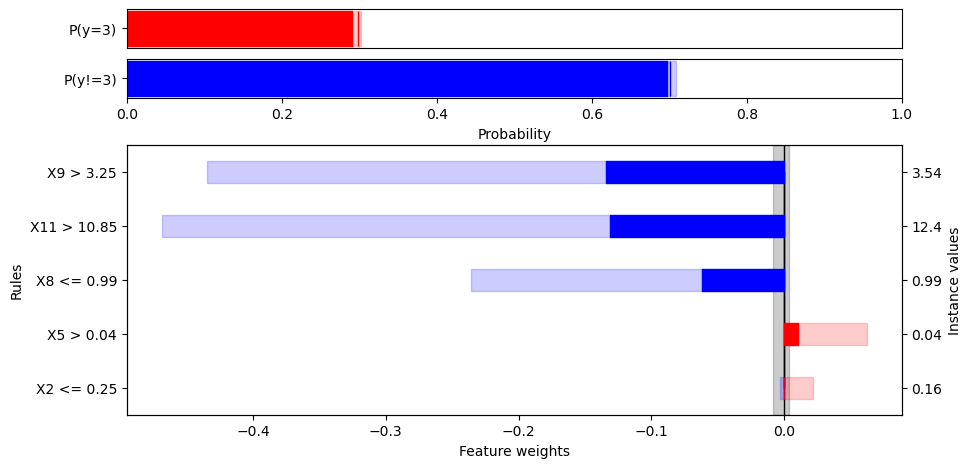 P(y=3)
P(y!=3)
0.0 0.2 0.4 0.6 0.8 1.0
Probability
X9 > 3.25 3.54
X11 > 10.85 12.4
X8 <= 0.99 0.99
X5 > 0.04 0.04
X2 <= 0.25 0.16
Rules
Instance values
−0.4 −0.3 −0.2 −0.1 0.0
Feature weights